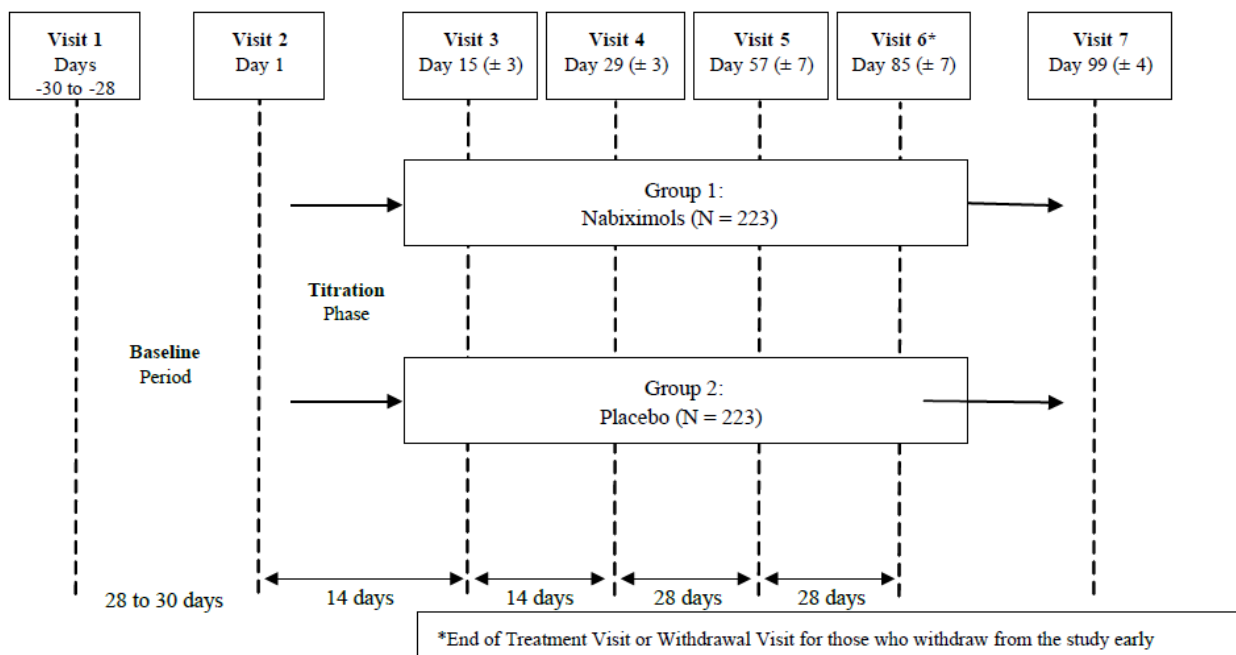 Visit 1
Days
-30 to -28
Visit 2
Day 1
Visit 3
Day 15 (± 3)
Visit 4
Day 29 (± 3)
Visit 5
Day 57 (± 7)
Visit 6*
Day 85 (± 7)
Visit 7
Day 99 (± 4)
Group 1:
Nabiximols (N = 223)
Titration
Phase
Baseline
Period
Group 2:
Placebo (N = 223)
28 to 30 days
14 days
14 days
28 days
28 days
*End of Treatment Visit or Withdrawal Visit for those who withdraw from the study early